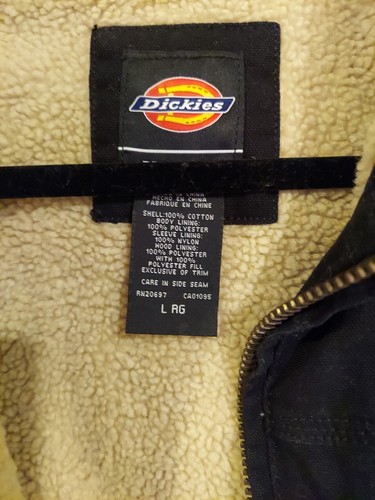 Dickies
HECHO EN CHINA
FABRIQUE EN CHINE
SHELL:100% COTTON
BODY LINING:
100% POLYESTER
SLEEVE LINING:
100% NYLON
HOOD LINING:
100% POLYESTER
WITH 100%
POLYESTER FILL
EXCLUSIVE OF TRIM
CARE IN SIDE SEAM
RN20697 CA01095
L RG